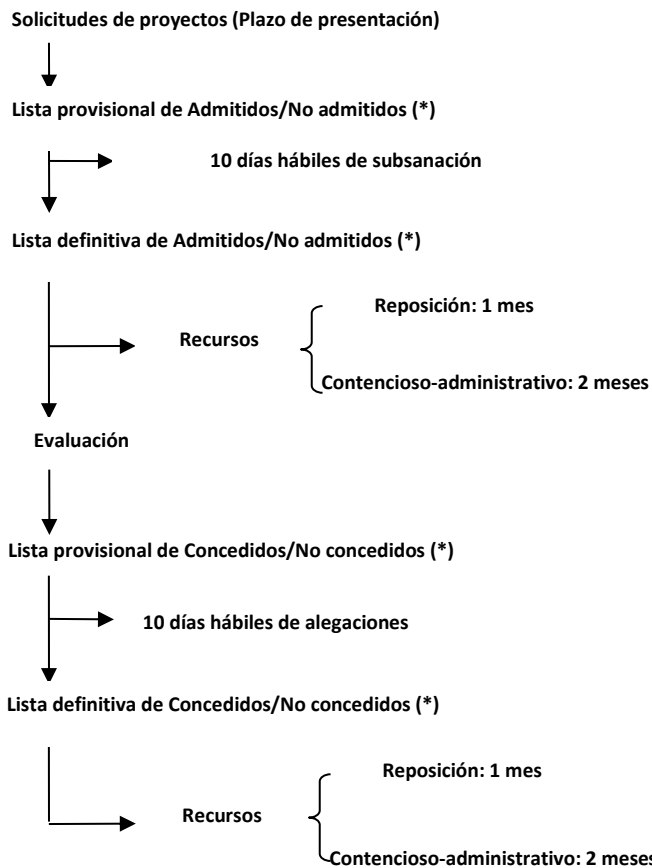 Solicitudes de proyectos (Plazo de presentación)
Lista provisional de Admitidos/No admitidos (*)
10 días hábiles de subsanación
Lista definitiva de Admitidos/No admitidos (*)
Reposición: 1 mes
Recursos
Contencioso-administrativo: 2 meses
Evaluación
Lista provisional de Concedidos/No concedidos (*)
10 días hábiles de alegaciones
Lista definitiva de Concedidos/No concedidos (*)
Reposición: 1 mes
Recursos
Contencioso-administrativo: 2 meses